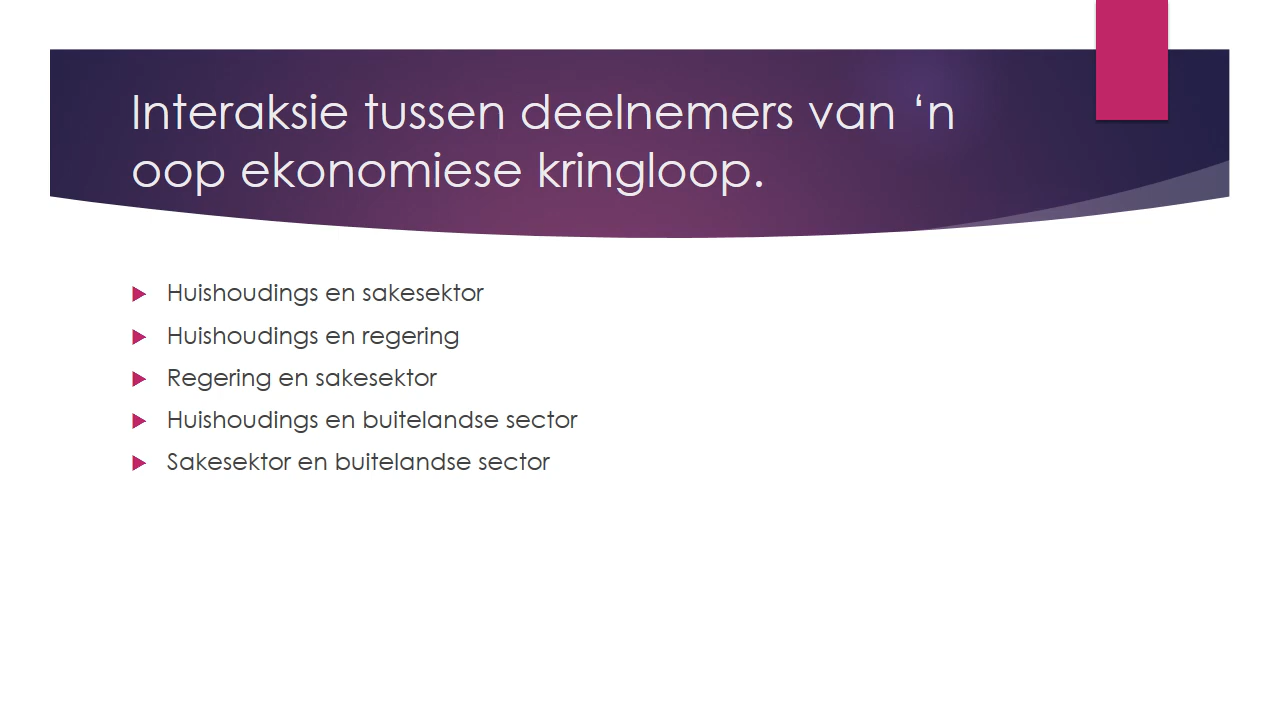 Interaksie tussen deelnemers van ‘n
oop ekonomiese kringloop.
Huishoudings en sakesektor
Huishoudings en regering
Regering en sakesektor
Huishoudings en buitelandse sector
Sakesektor en buitelandse sector